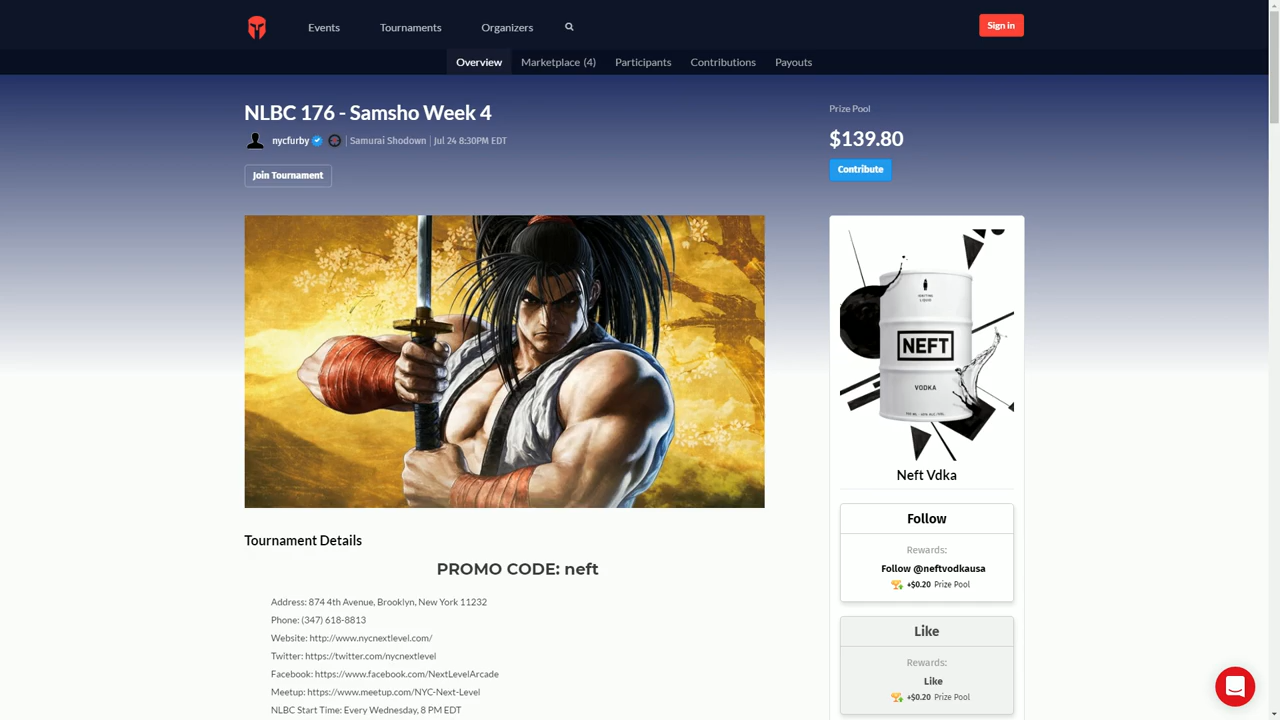 Events
Tournaments
Organizers
Sign in
Overview
Marketplace (4)
Participants
Contributions
Payouts
NLBC 176 - Samsho Week 4
nycfurby | Samurai Shodown | Jul 24 8:30PM EDT
Join Tournament
Prize Pool
$139.80
Contribute
NEFT
VODKA
Neft Vdka
Follow
Rewards:
Follow @neftvodkausa
+$0.20 Prize Pool
Like
Rewards:
Like
+$0.20 Prize Pool
Tournament Details
PROMO CODE: neft
Address: 874 4th Avenue, Brooklyn, New York 11232
Phone: (347) 618-8813
Website: http://www.nycnextlevel.com/
Twitter: https://twitter.com/nycnextlevel
Facebook: https://www.facebook.com/NextLevelArcade
Meetup: https://www.meetup.com/NYC-Next-Level
NLBC Start Time: Every Wednesday, 8 PM EDT